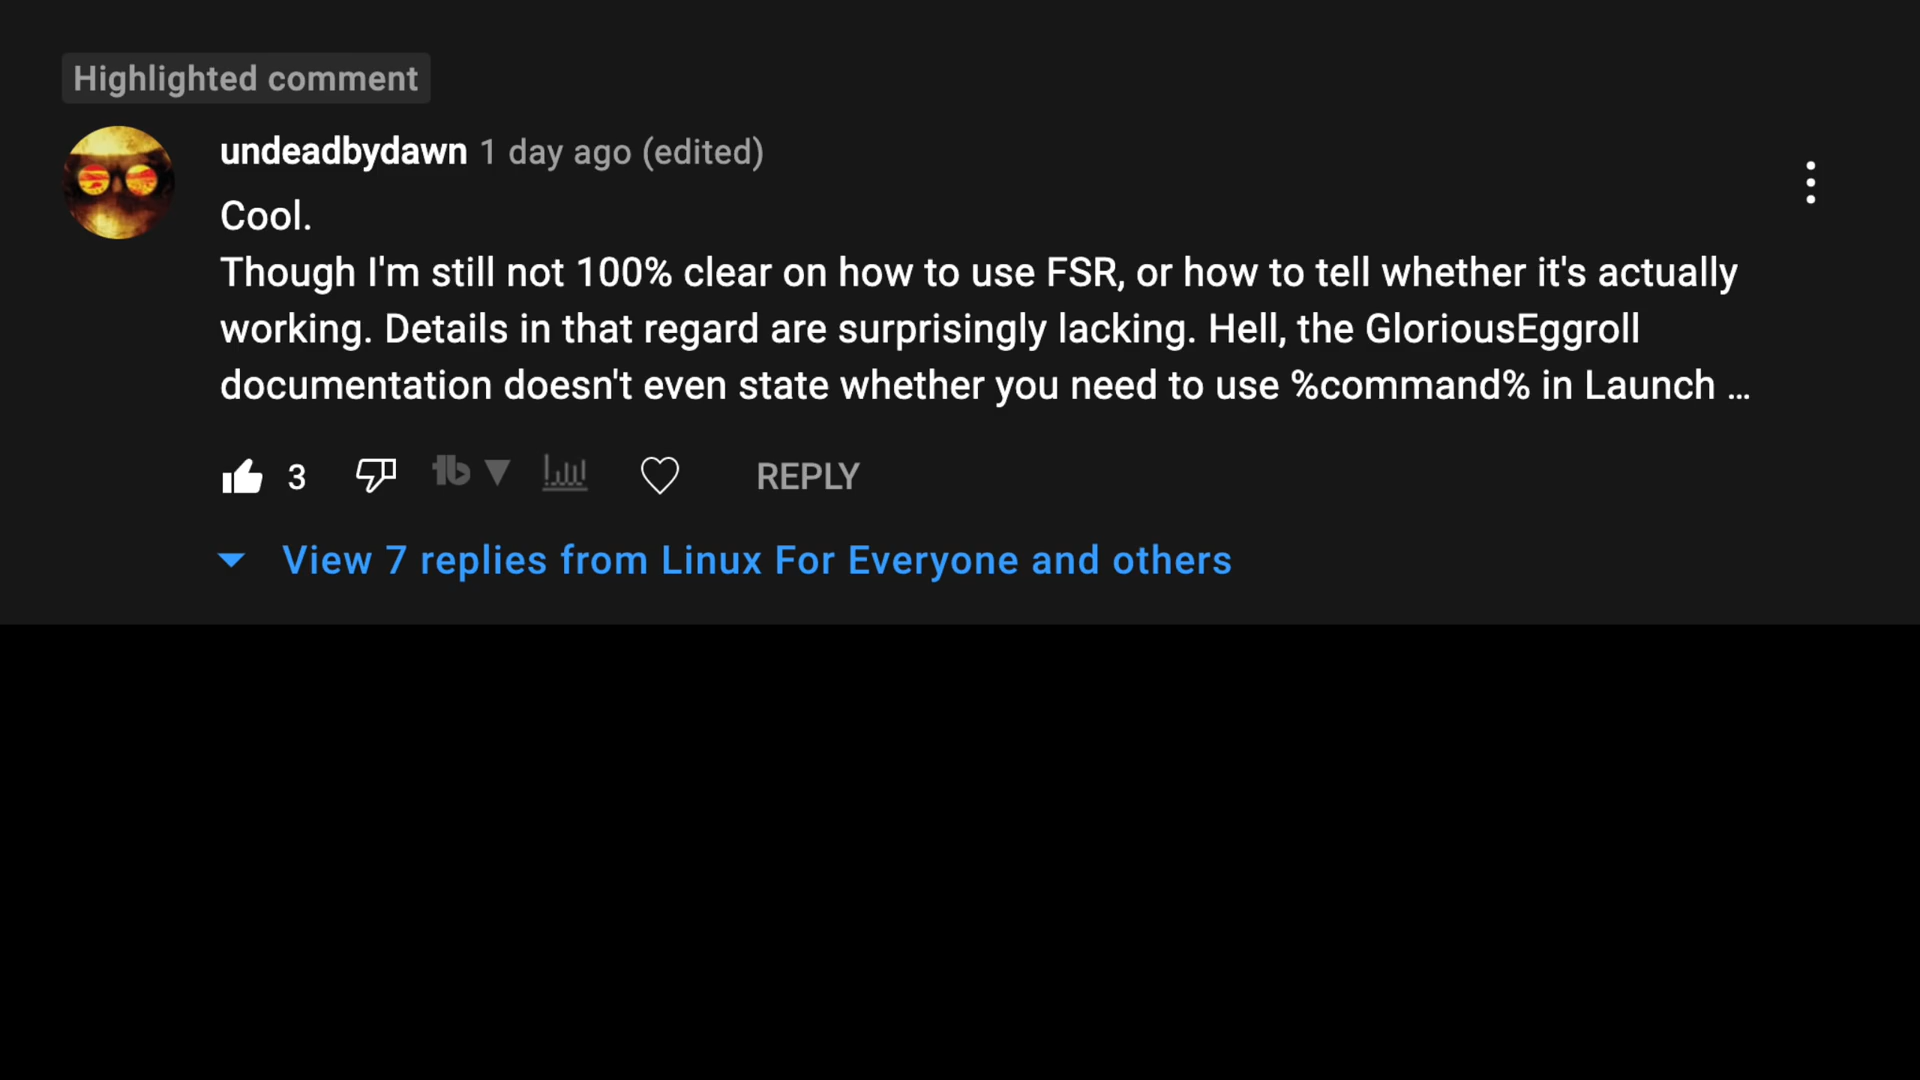 Highlighted comment
undeadbydawn 1 day ago (edited)
Cool.
Though I'm still not 100% clear on how to use FSR, or how to tell whether it's actually
working. Details in that regard are surprisingly lacking. Hell, the GloriousEggroll
documentation doesn't even state whether you need to use %command% in Launch ...
3 tb REPLY
View 7 replies from Linux For Everyone and others